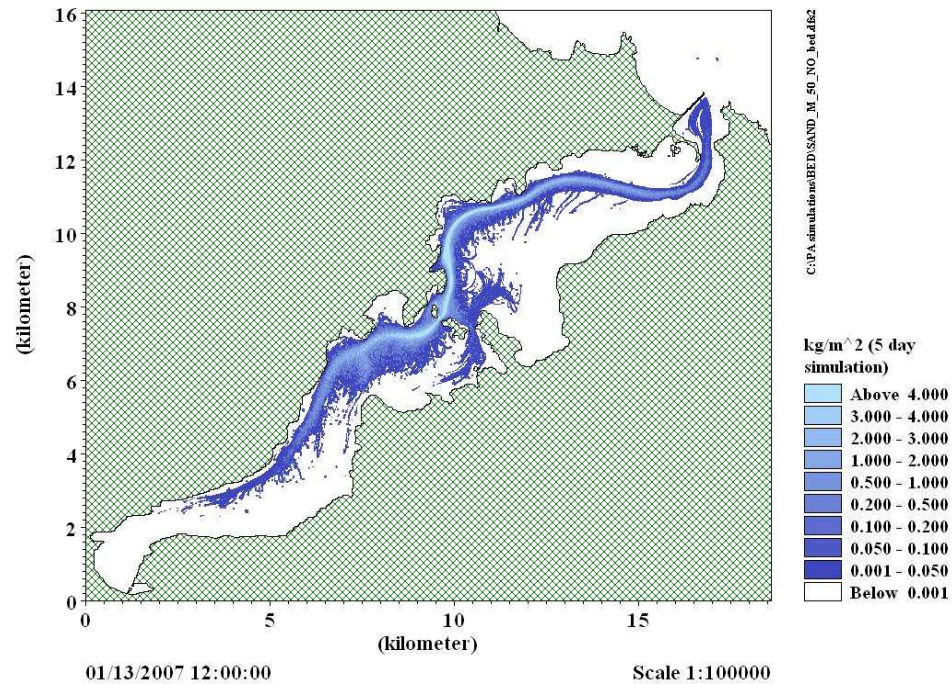 16
14
12
10
8
6
4
2
0
(kilometer)
0
5
10
15
(kilometer)
01/13/2007 12:00:00
Scale 1:100000
C:\PA simulations\BED\SAND_M_50_NO_bed.dfs2
kg/m^2 (5 day
simulation)
Above 4.000
3.000 - 4.000
2.000 - 3.000
1.000 - 2.000
0.500 - 1.000
0.200 - 0.500
0.100 - 0.200
0.050 - 0.100
0.001 - 0.050
Below 0.001